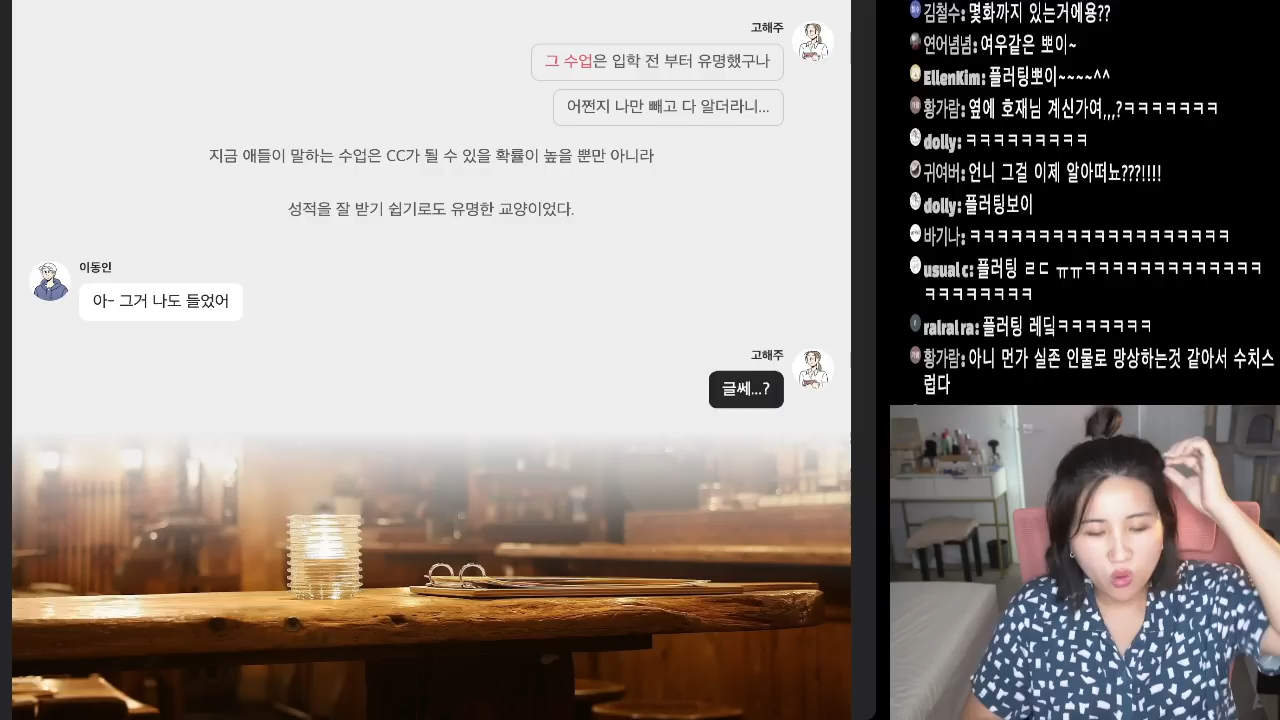 고해주
그 수업은 입학 전 부터 유명했구나
어쩐지 나만 빼고 다 알더라니...
지금 애들이 말하는 수업은 CC가 될 수 있을 확률이 높을 뿐만 아니라
성적을 잘 받기 쉽기로도 유명한 교양이었다.
이동인
아- 그거 나도 들었어
고해주
글쎄...?
김철수: 몇화까지 있는거에용??
연어념념: 여우같은 뽀이~
EllenKim: 플러팅뽀이~~~~^^
황가람: 옆에 호재님 계신가여,,,?ㅋㅋㅋㅋㅋㅋㅋ
dolly: ㅋㅋㅋㅋㅋㅋㅋㅋㅋ
귀여버: 언니 그걸 이제 알아떠뇨???!!!!
dolly: 플러팅보이
바기나: ㅋㅋㅋㅋㅋㅋㅋㅋㅋㅋㅋㅋㅋㅋㅋㅋㅋㅋㅋ
usual c: 플러팅 ㄹㄷ ㅠㅠㅋㅋㅋㅋㅋㅋㅋㅋㅋㅋㅋㅋㅋ
ㅋㅋㅋㅋㅋㅋㅋㅋ
ralral ra: 플러팅 레딬ㅋㅋㅋㅋㅋㅋㅋ
황가람: 아니 먼가 실존 인물로 망상하는것 같아서 수치스
럽다